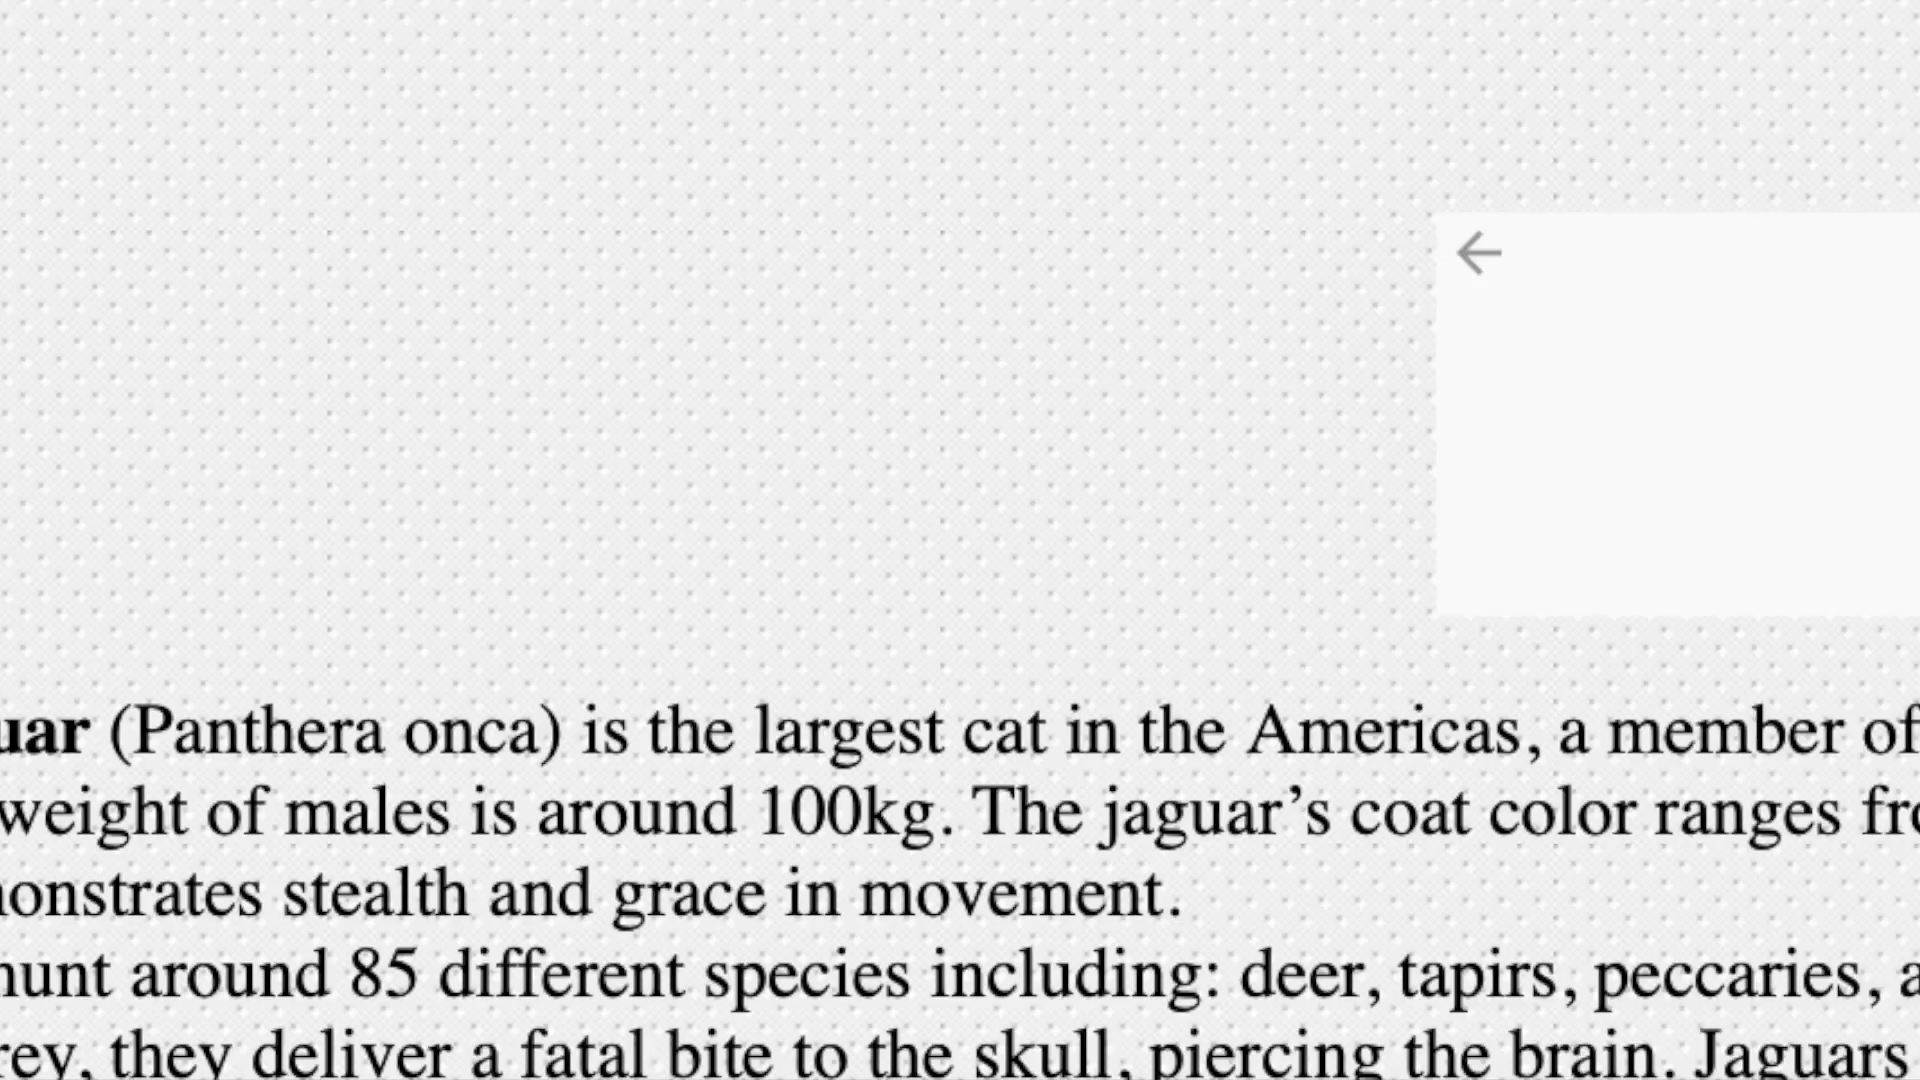 uar (Panthera onca) is the largest cat in the Americas, a member of
weight of males is around 100kg. The jaguar’s coat color ranges fro
nonstrates stealth and grace in movement.
hunt around 85 different species including: deer, tapirs, peccaries, a
rey, they deliver a fatal bite to the skull, piercing the brain. Jaguars